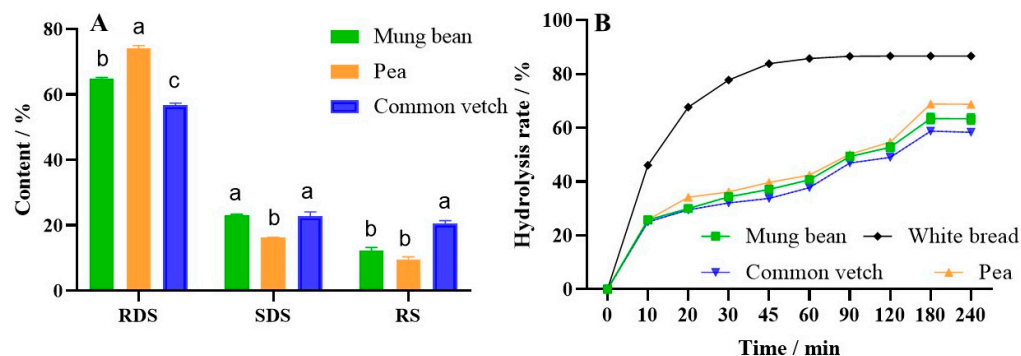 A
Content / %
80
60
40
20
0
b
a
c
a
b
a
b
b
a
RDS
SDS
RS
Mung bean
Pea
Common vetch
B
Hydrolysis rate / %
100
80
60
40
20
0
0 10 20 30 45 60 90 120 180 240
Time / min
Mung bean
White bread
Common vetch
Pea